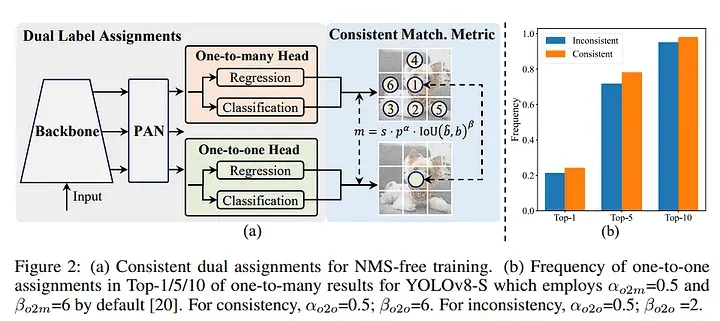 Dual Label Assignments
Consistent Match. Metric
One-to-many Head
Regression
Classification
Backbone
PAN
One-to-one Head
Regression
Classification
Input
④
⑥ ①
③ ② ⑤
m = s · p^α · IoU(b̂, b)^β
(a)
Frequency
1.0
0.8
0.6
0.4
0.2
0.0
Inconsistent
Consistent
Top-1 Top-5 Top-10
(b)
Figure 2: (a) Consistent dual assignments for NMS-free training. (b) Frequency of one-to-one
assignments in Top-1/5/10 of one-to-many results for YOLOv8-S which employs α_o2m=0.5 and
β_o2m=6 by default [20]. For consistency, α_o2o=0.5; β_o2o=6. For inconsistency, α_o2o=0.5; β_o2o =2.